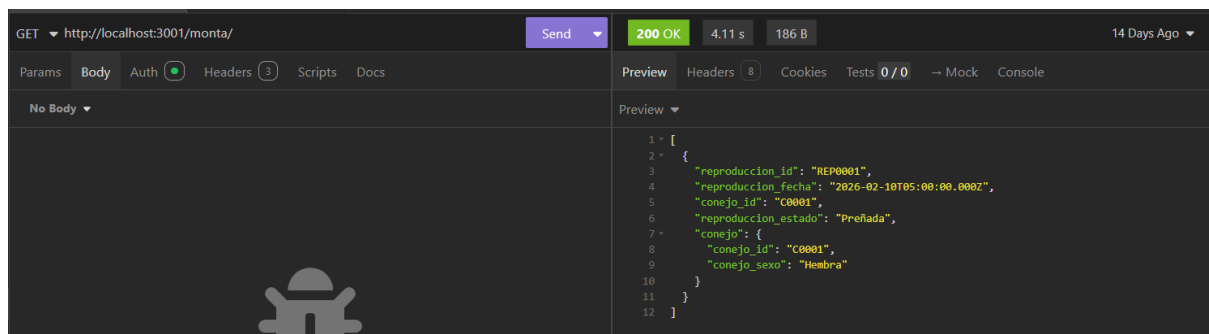 GET http://localhost:3001/monta/ Send
200 OK 4.11 s 186 B 14 Days Ago
Params Body Auth Headers 3 Scripts Docs
Preview Headers 8 Cookies Tests 0 / 0 → Mock Console
No Body
Preview
1 [
2 {
3 "reproduccion_id": "REP0001",
4 "reproduccion_fecha": "2026-02-10T05:00:00.000Z",
5 "conejo_id": "C0001",
6 "reproduccion_estado": "Preñada",
7 "conejo": {
8 "conejo_id": "C0001",
9 "conejo_sexo": "Hembra"
10 }
11 }
12 ]